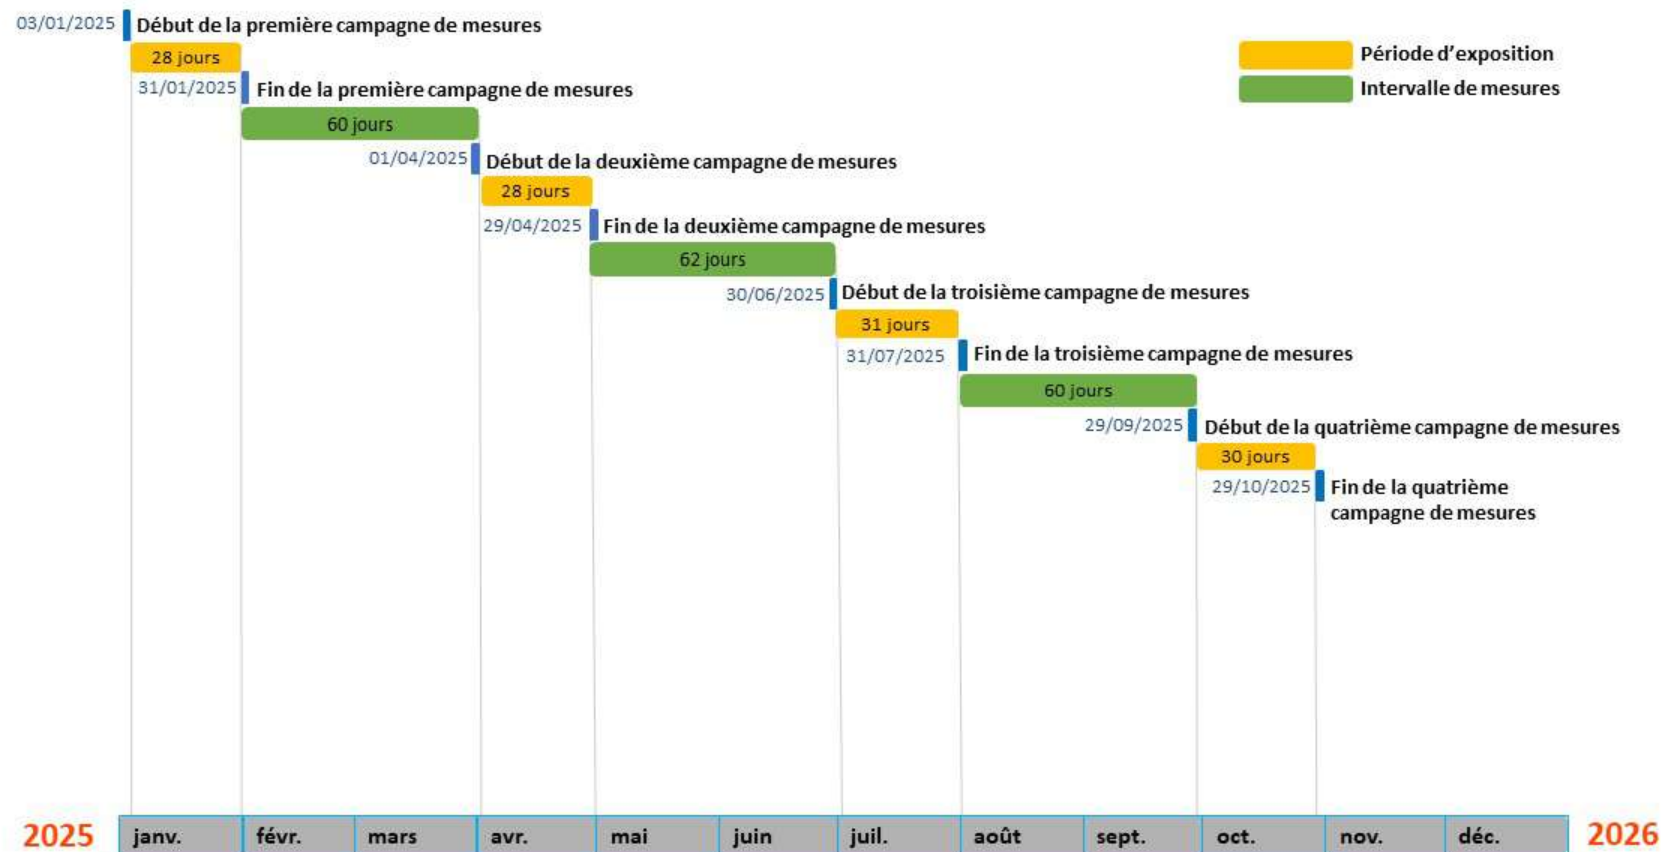 03/01/2025 Début de la première campagne de mesures
28 jours
31/01/2025 Fin de la première campagne de mesures
60 jours
01/04/2025 Début de la deuxième campagne de mesures
28 jours
29/04/2025 Fin de la deuxième campagne de mesures
62 jours
30/06/2025 Début de la troisième campagne de mesures
31 jours
31/07/2025 Fin de la troisième campagne de mesures
60 jours
29/09/2025 Début de la quatrième campagne de mesures
30 jours
29/10/2025 Fin de la quatrième
campagne de mesures
Période d'exposition
Intervalle de mesures
2025 janv. févr. mars avr. mai juin juil. août sept. oct. nov. déc. 2026